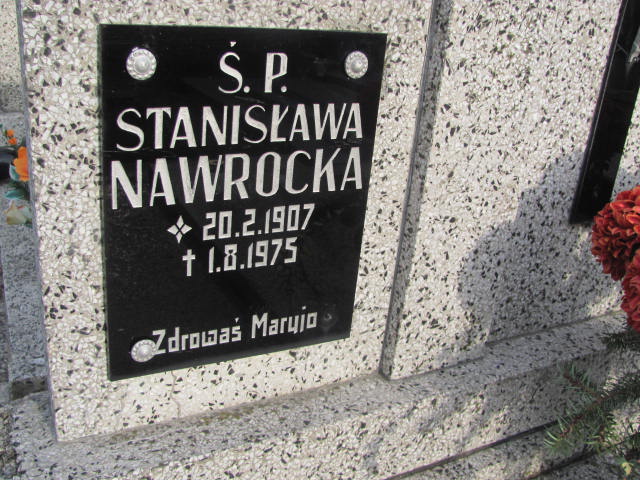 Ś. P.
STANISŁAWA
NAWROCKA
20.2.1907
† 1.8.1975
Zdrowaś Maryjo